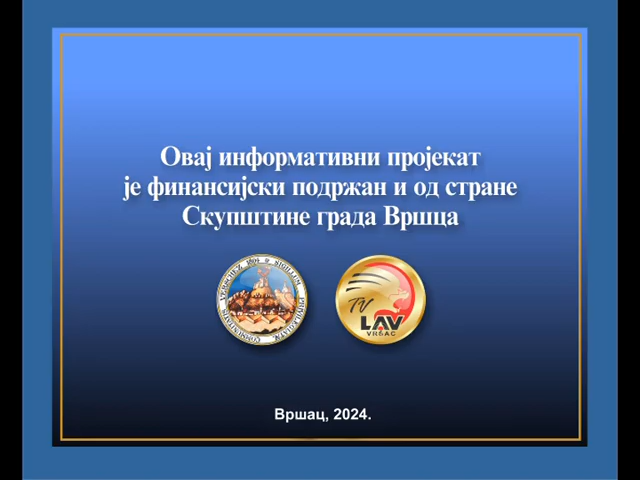 Овај информативни пројекат
је финансијски подржан и од стране
Скупштине града Вршца
TV
LAV
VRŠAC
Вршац, 2024.